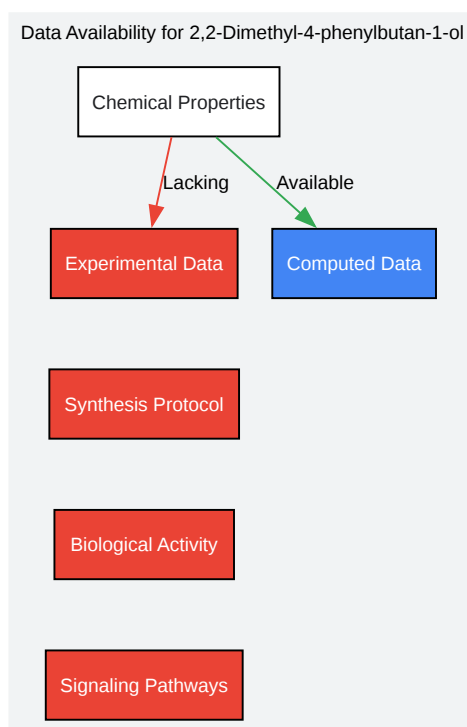 Data Availability for 2,2-Dimethyl-4-phenylbutan-1-ol
Chemical Properties
Lacking
Available
Experimental Data
Computed Data
Synthesis Protocol
Biological Activity
Signaling Pathways